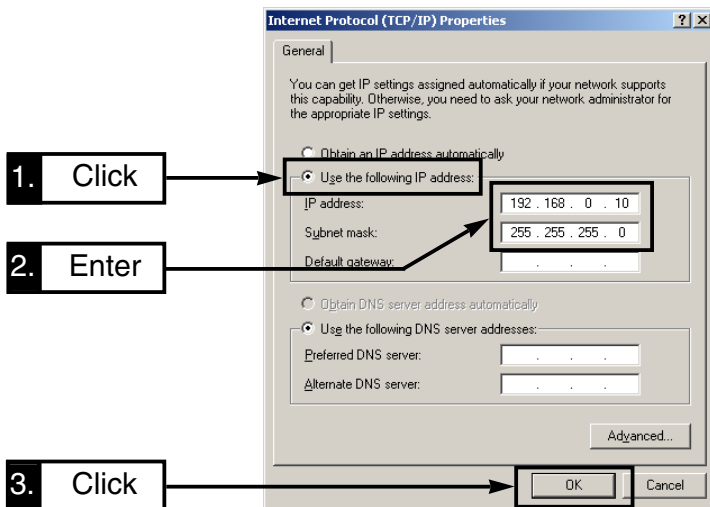 Internet Protocol (TCP/IP) Properties
General
You can get IP settings assigned automatically if your network supports
this capability. Otherwise, you need to ask your network administrator for
the appropriate IP settings.
Obtain an IP address automatically
1. Click
Use the following IP address:
IP address: 192 . 168 . 0 . 10
Subnet mask: 255 . 255 . 255 . 0
2. Enter
Default gateway: . . .
Obtain DNS server address automatically
Use the following DNS server addresses:
Preferred DNS server: . . .
Alternate DNS server: . . .
Advanced...
3. Click
OK Cancel